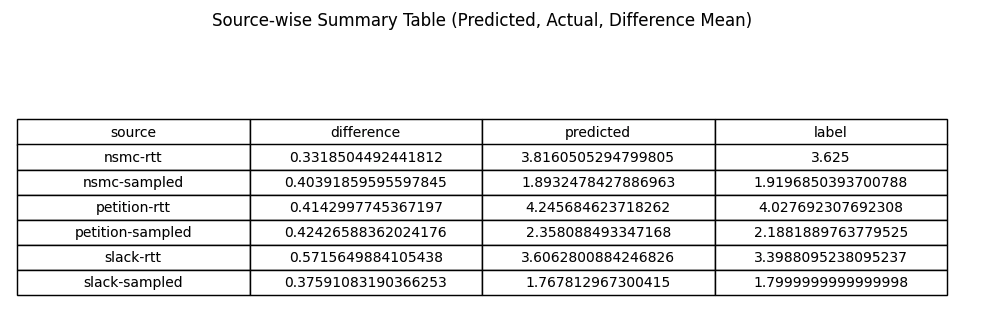 Source-wise Summary Table (Predicted, Actual, Difference Mean)
source difference predicted label
nsmc-rtt 0.3318504492441812 3.8160505294799805 3.625
nsmc-sampled 0.40391859595597845 1.8932478427886963 1.9196850393700788
petition-rtt 0.4142997745367197 4.245684623718262 4.027692307692308
petition-sampled 0.42426588362024176 2.358088493347168 2.1881889763779525
slack-rtt 0.5715649884105438 3.6062800884246826 3.3988095238095237
slack-sampled 0.37591083190366253 1.767812967300415 1.7999999999999998